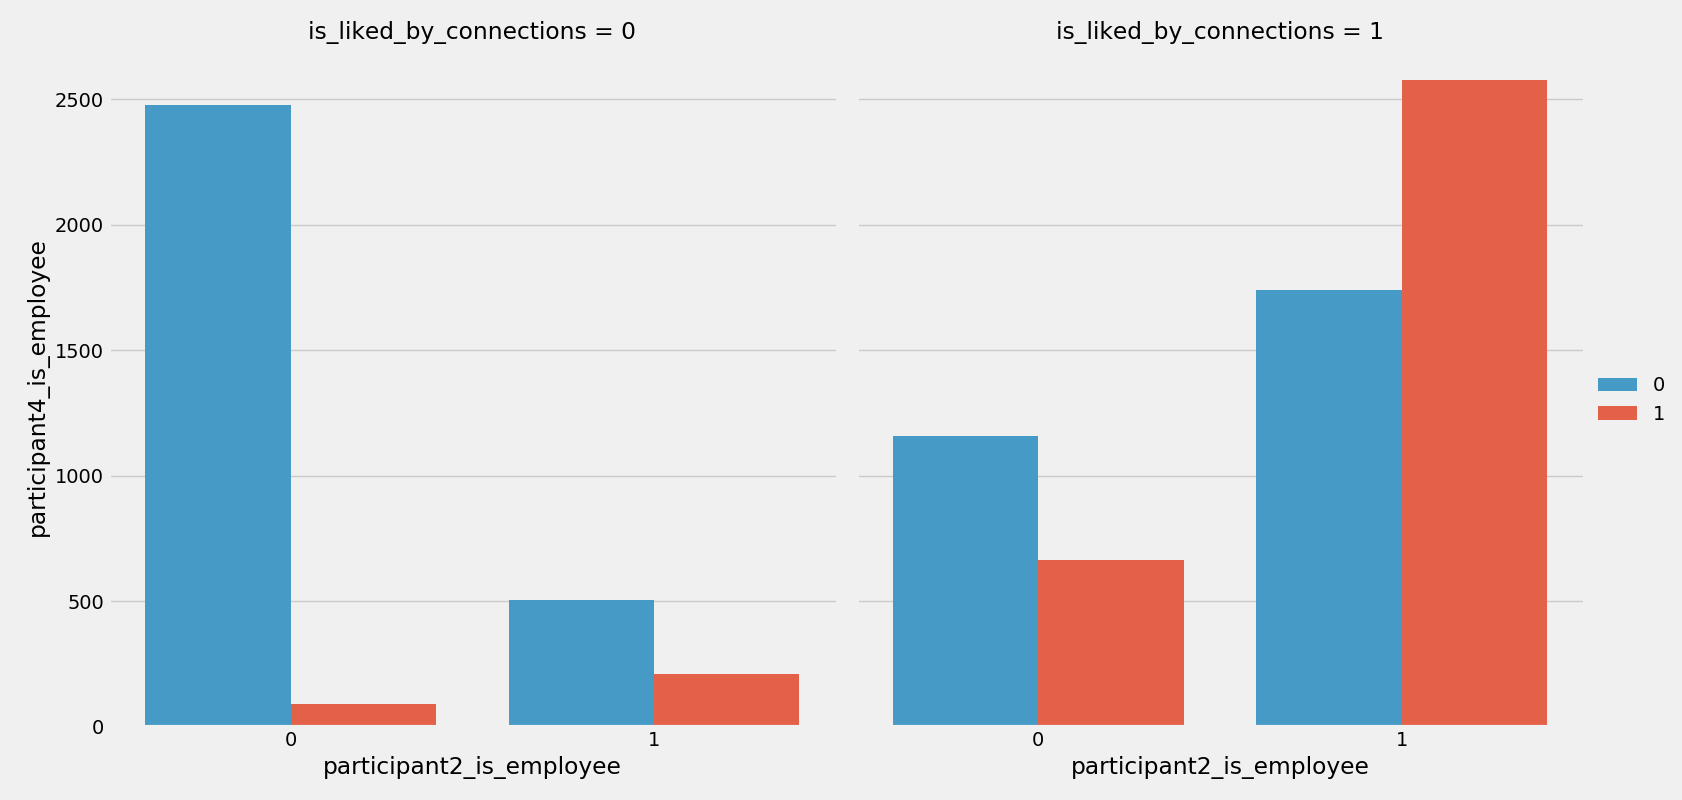 is_liked_by_connections = 0
is_liked_by_connections = 1
participant4_is_employee
2500
2000
1500
1000
500
0
0
1
0
1
participant2_is_employee
participant2_is_employee
0
1